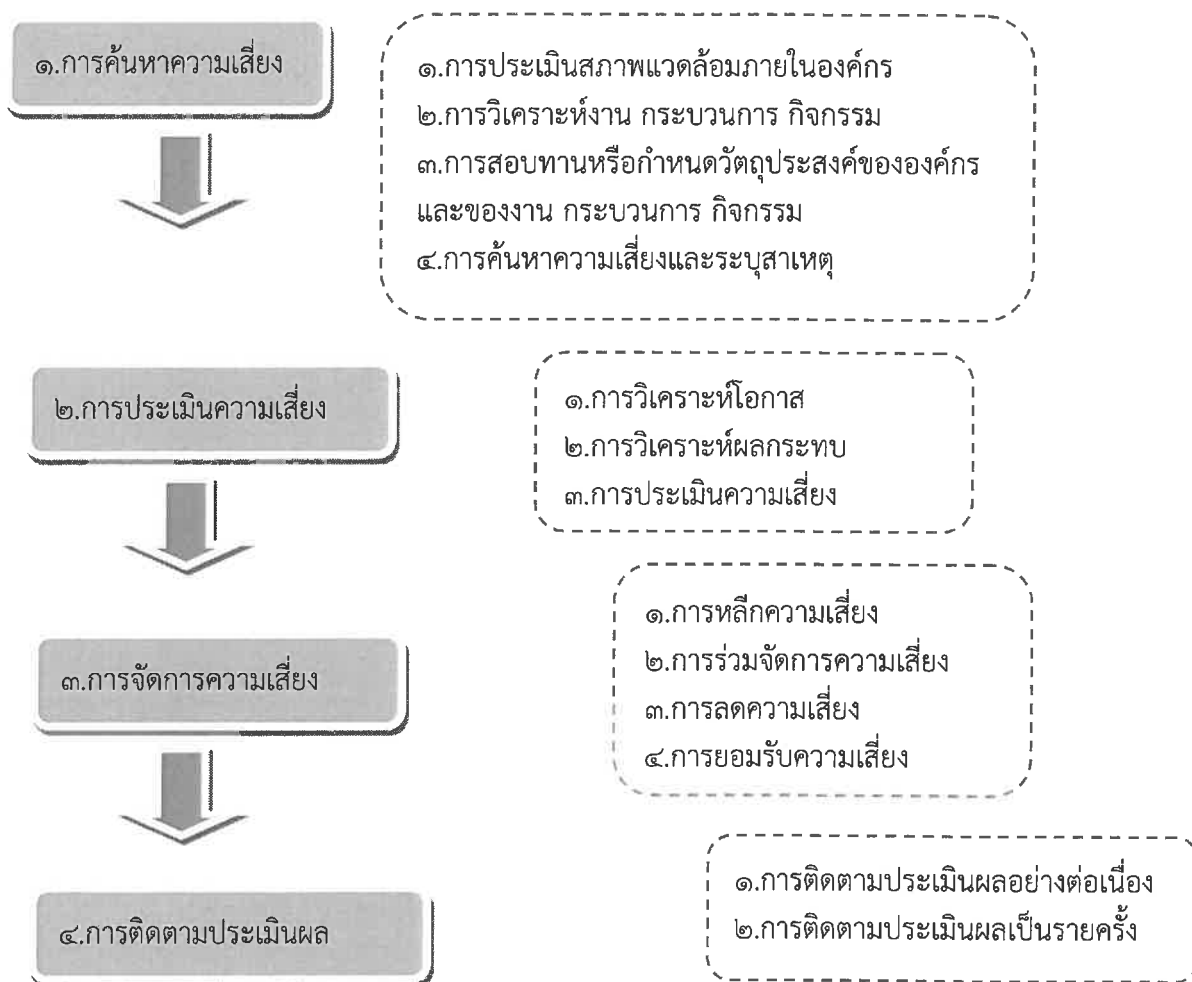 ๑.การค้นหาความเสี่ยง
๑.การประเมินสภาพแวดล้อมภายในองค์กร
๒.การวิเคราะห์งาน กระบวนการ กิจกรรม
๓.การสอบทานหรือกำหนดวัตถุประสงค์ขององค์กร
และของงาน กระบวนการ กิจกรรม
๔.การค้นหาความเสี่ยงและระบุสาเหตุ
๒.การประเมินความเสี่ยง
๑.การวิเคราะห์โอกาส
๒.การวิเคราะห์ผลกระทบ
๓.การประเมินความเสี่ยง
๓.การจัดการความเสี่ยง
๑.การหลีกความเสี่ยง
๒.การร่วมจัดการความเสี่ยง
๓.การลดความเสี่ยง
๔.การยอมรับความเสี่ยง
๔.การติดตามประเมินผล
๑.การติดตามประเมินผลอย่างต่อเนื่อง
๒.การติดตามประเมินผลเป็นรายครั้ง